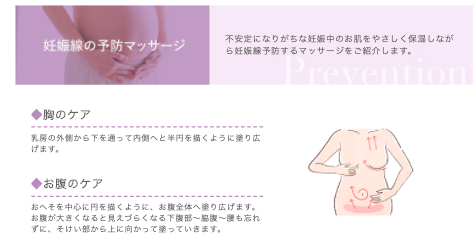 妊娠線の予防マッサージ
不安定になりがちな妊娠中のお肌をやさしく保湿しなが
ら妊娠線予防するマッサージをご紹介します。
Prevention
◆胸のケア
乳房の外側から下を通って内側へと半円を描くように塗り広
げます。
◆お腹のケア
おへそを中心に円を描くように、お腹全体へ塗り広げます。
お腹が大きくなると見えづらくなる下腹部～脇腹～腰も忘れ
ずに、そけい部から上に向かって塗っていきます。